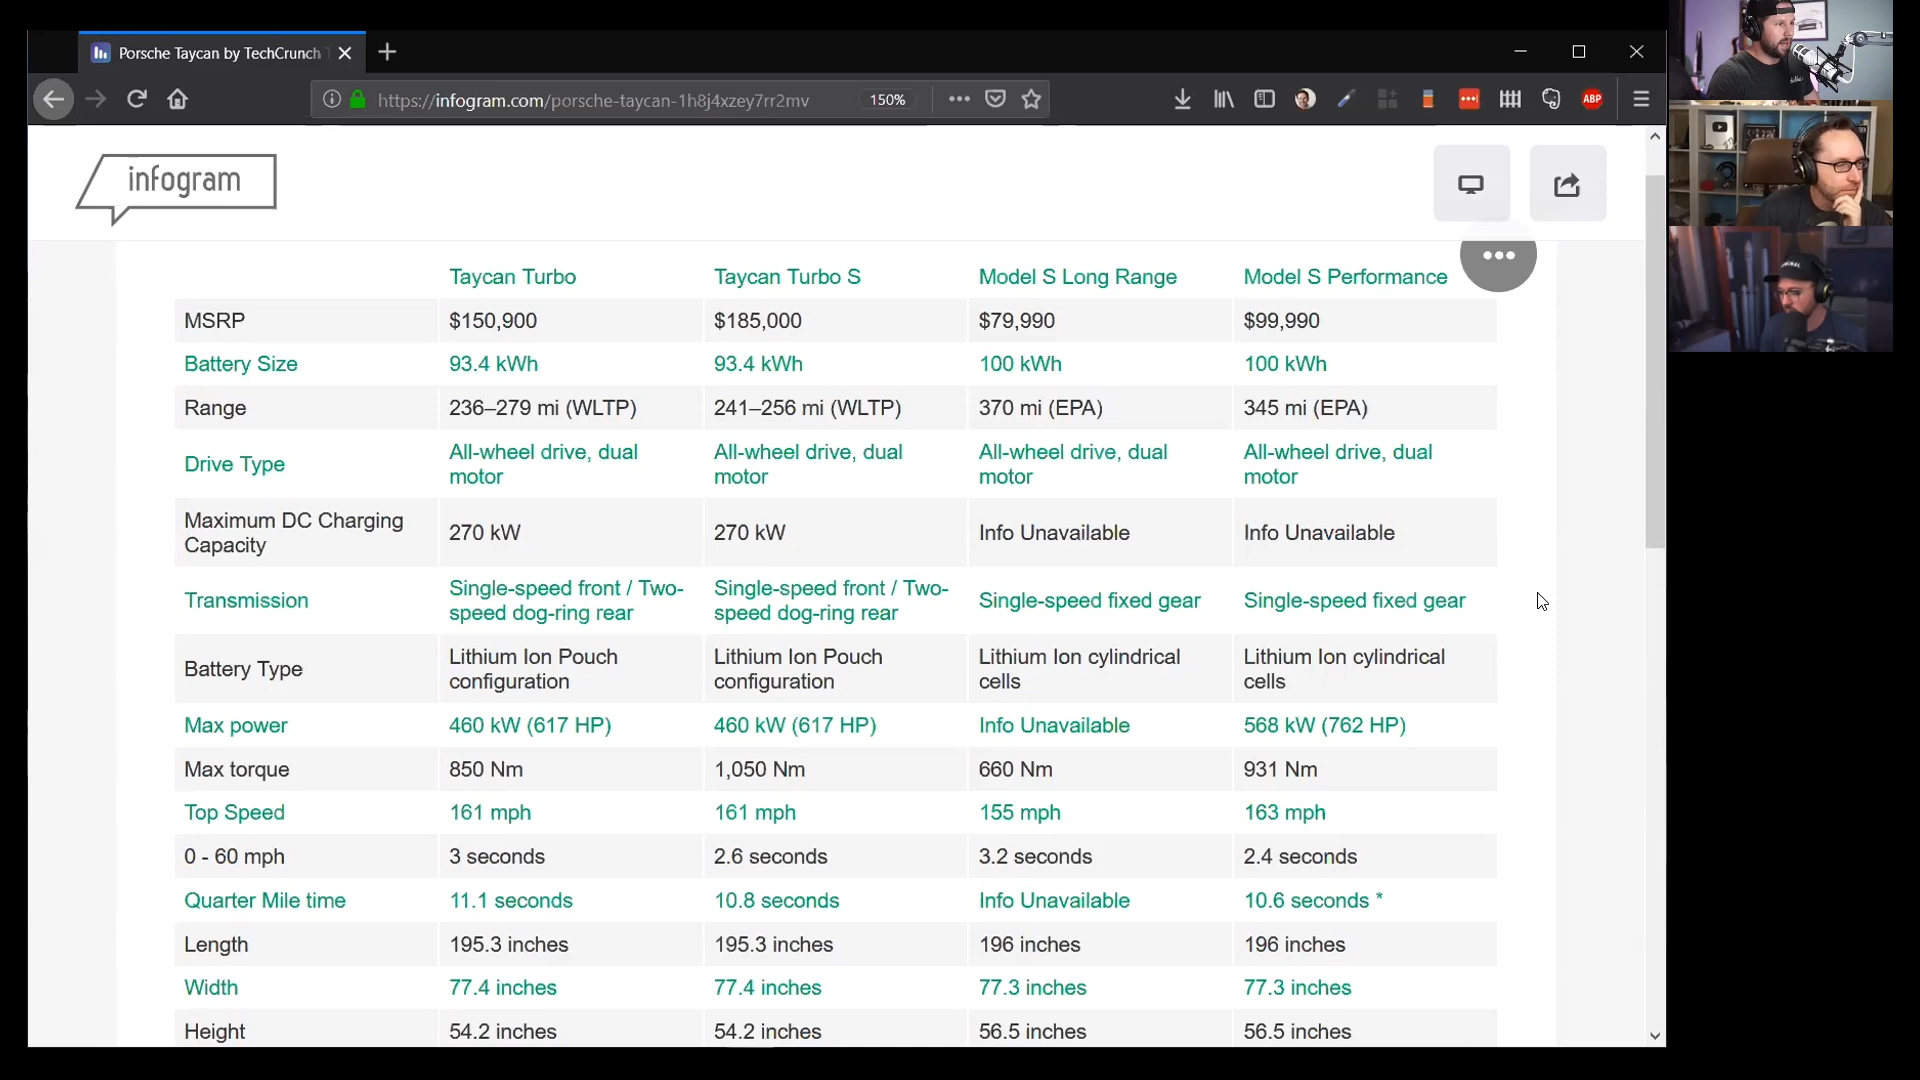 Porsche Taycan by TechCrunch
https://infogram.com/porsche-taycan-1h8j4xzey7rr2mv
150%
ABP
infogram
Taycan Turbo Taycan Turbo S Model S Long Range Model S Performance
MSRP $150,900 $185,000 $79,990 $99,990
Battery Size 93.4 kWh 93.4 kWh 100 kWh 100 kWh
Range 236–279 mi (WLTP) 241–256 mi (WLTP) 370 mi (EPA) 345 mi (EPA)
Drive Type All-wheel drive, dual All-wheel drive, dual All-wheel drive, dual All-wheel drive, dual
motor motor motor motor
Maximum DC Charging 270 kW 270 kW Info Unavailable Info Unavailable
Capacity
Transmission Single-speed front / Two- Single-speed front / Two- Single-speed fixed gear Single-speed fixed gear
speed dog-ring rear speed dog-ring rear
Battery Type Lithium Ion Pouch Lithium Ion Pouch Lithium Ion cylindrical Lithium Ion cylindrical
configuration configuration cells cells
Max power 460 kW (617 HP) 460 kW (617 HP) Info Unavailable 568 kW (762 HP)
Max torque 850 Nm 1,050 Nm 660 Nm 931 Nm
Top Speed 161 mph 161 mph 155 mph 163 mph
0 - 60 mph 3 seconds 2.6 seconds 3.2 seconds 2.4 seconds
Quarter Mile time 11.1 seconds 10.8 seconds Info Unavailable 10.6 seconds *
Length 195.3 inches 195.3 inches 196 inches 196 inches
Width 77.4 inches 77.4 inches 77.3 inches 77.3 inches
Height 54.2 inches 54.2 inches 56.5 inches 56.5 inches